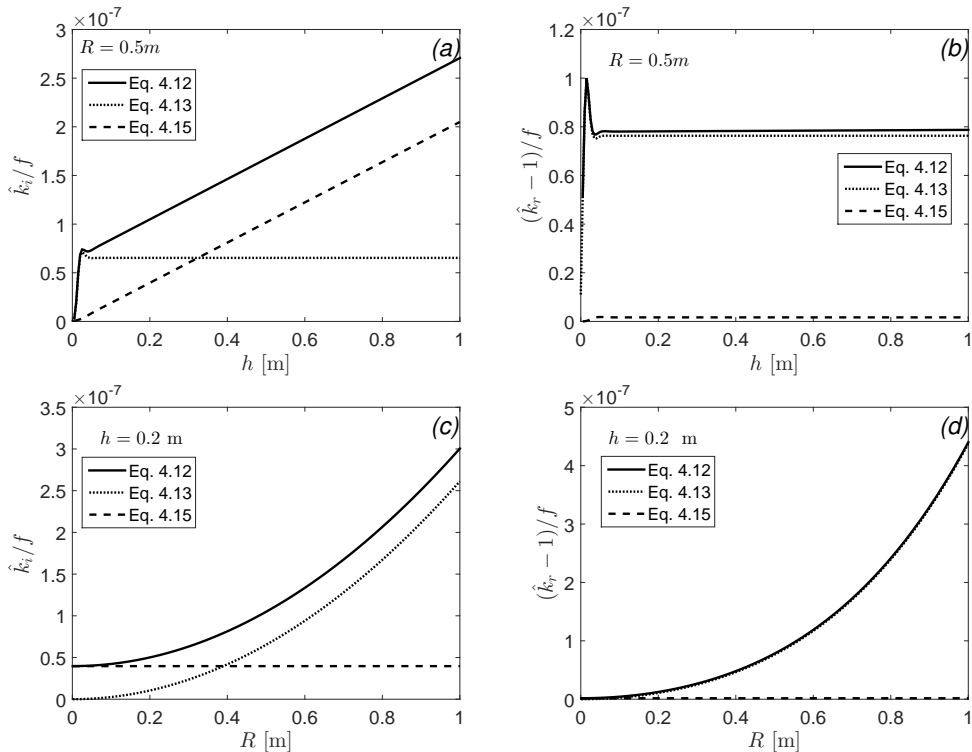 ×10⁻⁷
(a)
R = 0.5m
Eq. 4.12
Eq. 4.13
Eq. 4.15
3
2.5
2
1.5
1
0.5
0
k̂ᵢ/f
0 0.2 0.4 0.6 0.8 1
h [m]
×10⁻⁷
(b)
R = 0.5m
Eq. 4.12
Eq. 4.13
Eq. 4.15
1.2
1
0.8
0.6
0.4
0.2
0
(k̂ᵣ − 1)/f
0 0.2 0.4 0.6 0.8 1
h [m]
×10⁻⁷
(c)
h = 0.2 m
Eq. 4.12
Eq. 4.13
Eq. 4.15
3.5
3
2.5
2
1.5
1
0.5
0
k̂ᵢ/f
0 0.2 0.4 0.6 0.8 1
R [m]
×10⁻⁷
(d)
h = 0.2 m
Eq. 4.12
Eq. 4.13
Eq. 4.15
5
4
3
2
1
0
(k̂ᵣ − 1)/f
0 0.2 0.4 0.6 0.8 1
R [m]